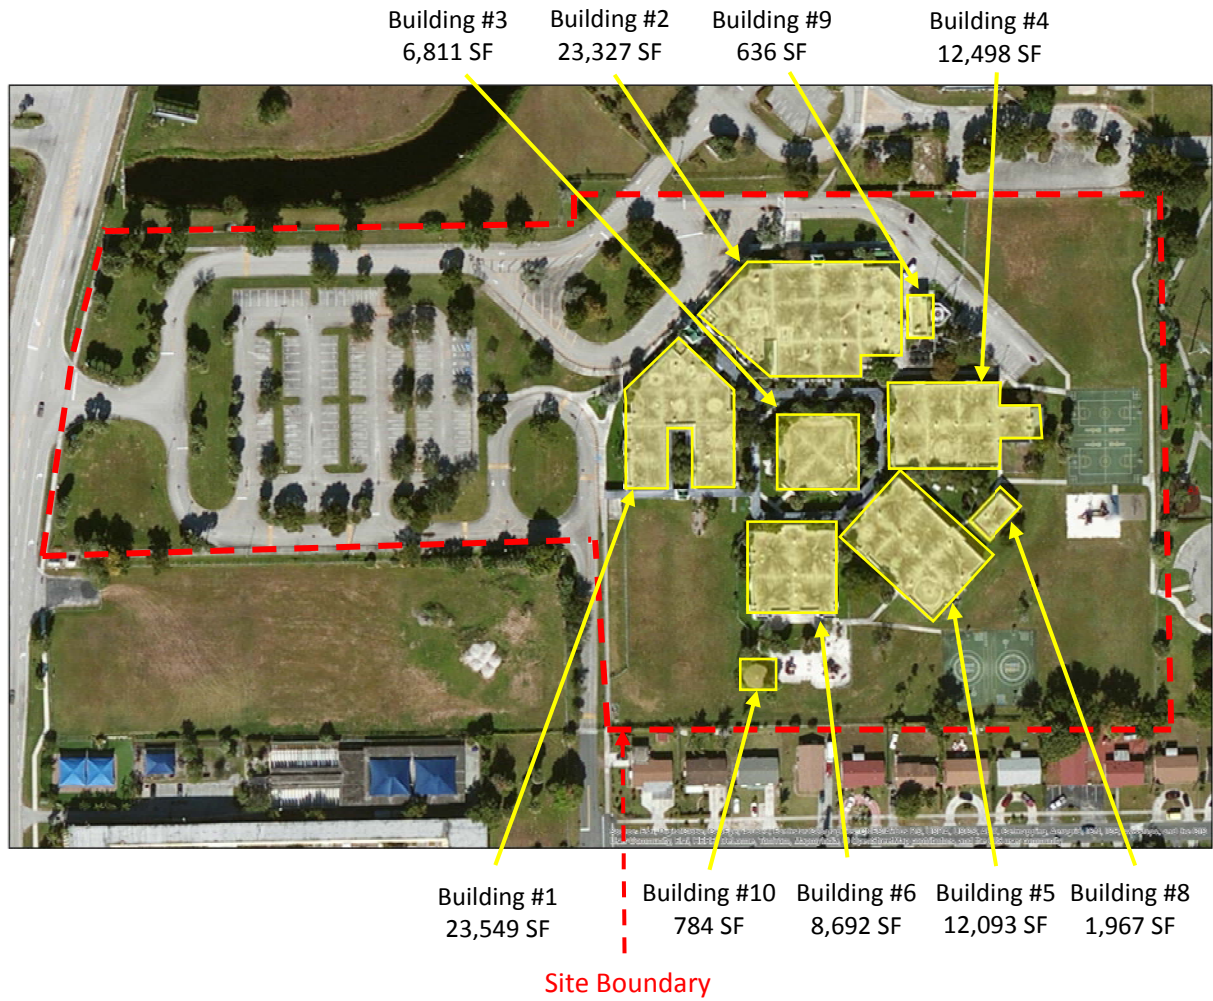 Building #3
6,811 SF
Building #2
23,327 SF
Building #9
636 SF
Building #4
12,498 SF
Building #1
23,549 SF
Building #10
784 SF
Building #6
8,692 SF
Building #5
12,093 SF
Building #8
1,967 SF
Site Boundary